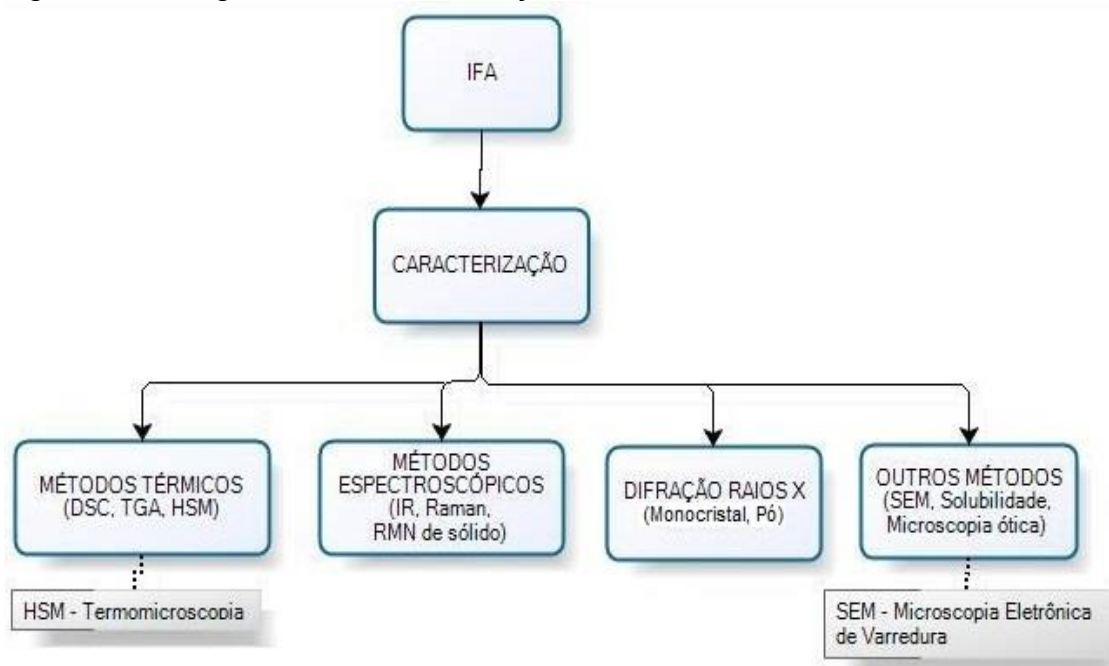 IFA
CARACTERIZAÇÃO
MÉTODOS TÉRMICOS
(DSC, TGA, HSM)
MÉTODOS
ESPECTROSCÓPICOS
(IR, Raman,
RMN de sólido)
DIFRAÇÃO RAIOS X
(Monocristal, Pó)
OUTROS MÉTODOS
(SEM, Solubilidade,
Microscopia ótica)
HSM - Termomicroscopia
SEM - Microscopia Eletrônica
de Varredura